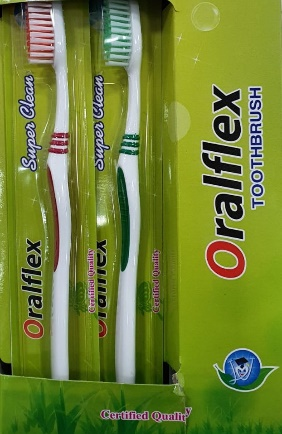 Super Clean
Super Clean
Oralflex
TOOTHBRUSH
Oralflex
Certified Quality
Oralflex
Certified Quality
Certified Quality